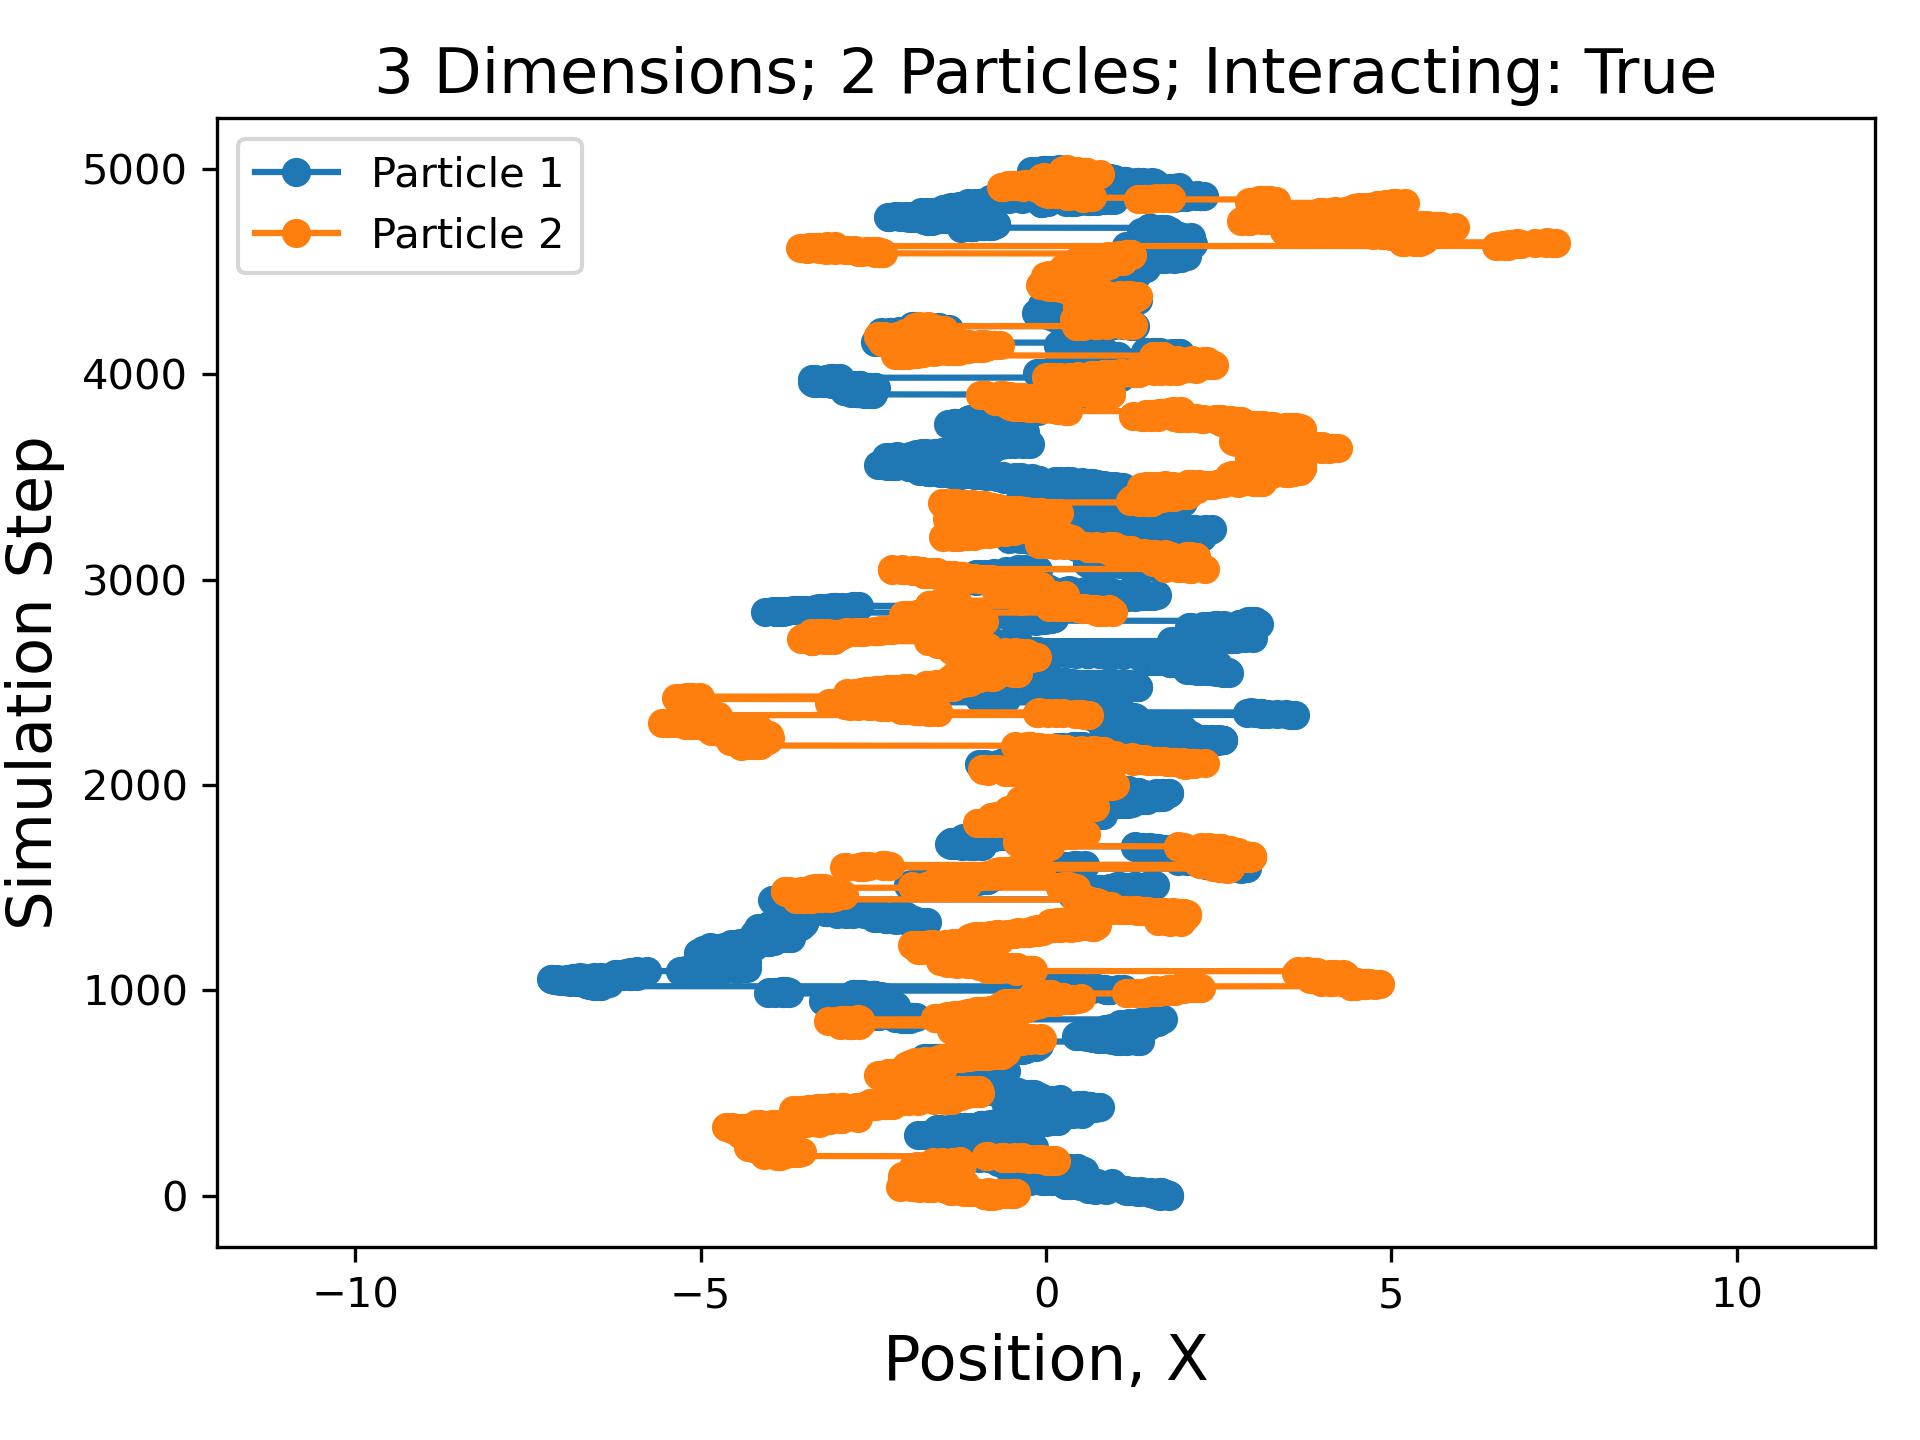 3 Dimensions; 2 Particles; Interacting: True
Particle 1
Particle 2
5000
4000
3000
2000
1000
0
Simulation Step
−10 −5 0 5 10
Position, X